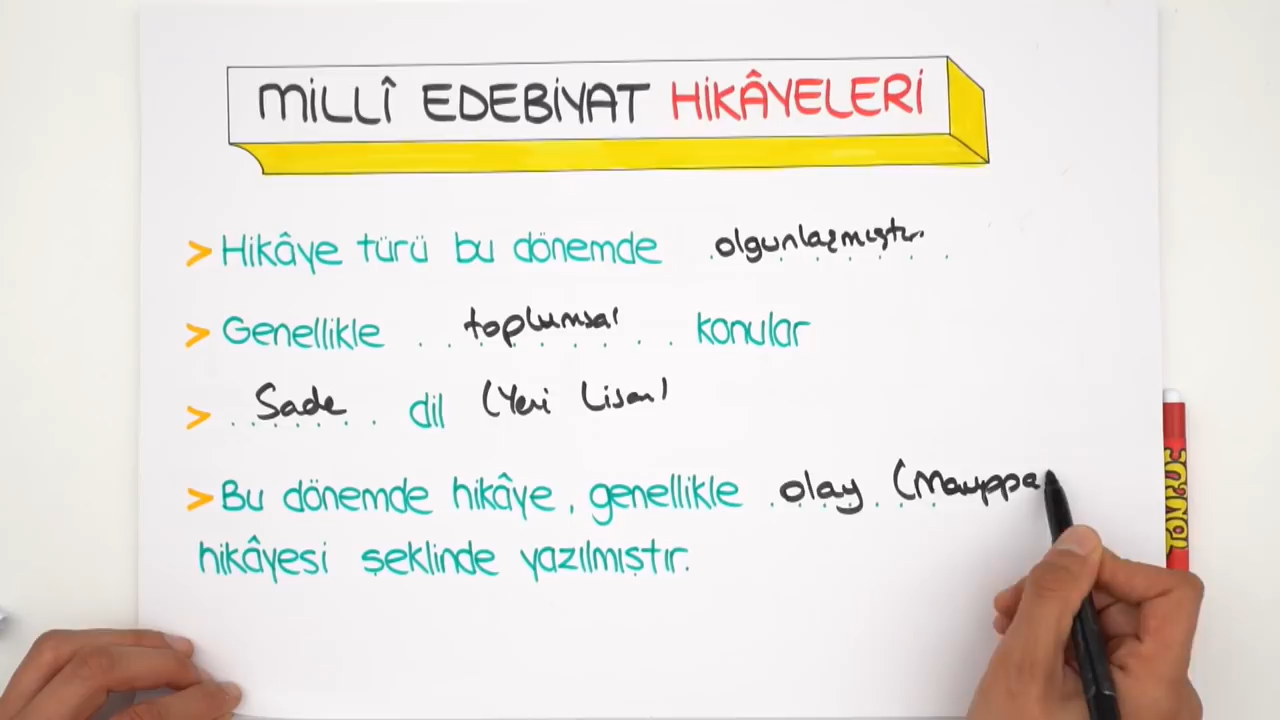 MİLLÎ EDEBİYAT HİKÂYELERİ
> Hikâye türü bu dönemde olgunlaşmıştır.
> Genellikle toplumsal konular
> Sade dil (Yeni Lisan)
> Bu dönemde hikâye, genellikle olay (Mauppa
hikâyesi şeklinde yazılmıştır.